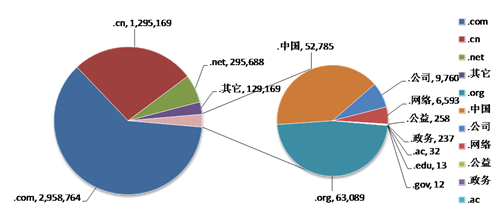 .cn, 1,295,169
.net, 295,688
.其它, 129,169
.com, 2,958,764
.中国, 52,785
.公司, 9,760
.网络, 6,593
.公益, 258
.政务, 237
.ac, 32
.edu, 13
.gov, 12
.org, 63,089
.com
.cn
.net
.其它
.org
.中国
.公司
.网络
.公益
.政务
.ac